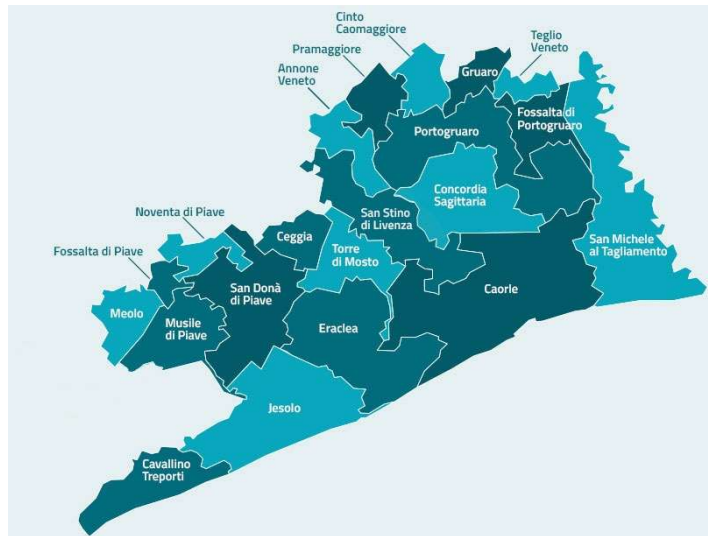 Cinto
Caomaggiore
Pramaggiore
Annone
Veneto
Gruaro
Teglio
Veneto
Fossalta di
Portogruaro
Portogruaro
Concordia
Sagittaria
Noventa di Piave
San Stino
di Livenza
Ceggia
Fossalta di Piave
Torre
di Mosto
San Michele
al Tagliamento
San Donà
di Piave
Caorle
Meolo
Musile
di Piave
Eraclea
Jesolo
Cavallino
Treporti